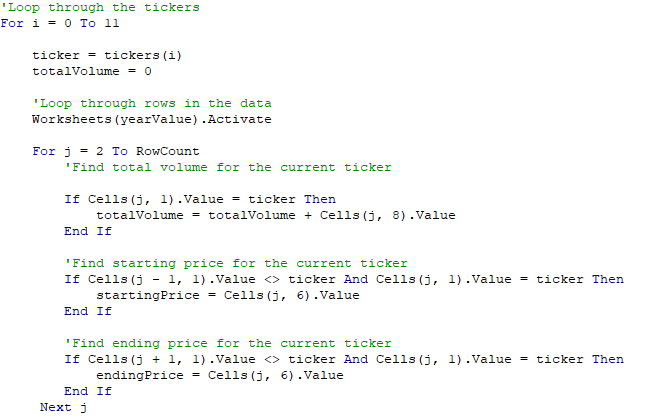 'Loop through the tickers
For i = 0 To 11
ticker = tickers(i)
totalVolume = 0
'Loop through rows in the data
Worksheets(yearValue).Activate
For j = 2 To RowCount
'Find total volume for the current ticker
If Cells(j, 1).Value = ticker Then
totalVolume = totalVolume + Cells(j, 8).Value
End If
'Find starting price for the current ticker
If Cells(j - 1, 1).Value <> ticker And Cells(j, 1).Value = ticker Then
startingPrice = Cells(j, 6).Value
End If
'Find ending price for the current ticker
If Cells(j + 1, 1).Value <> ticker And Cells(j, 1).Value = ticker Then
endingPrice = Cells(j, 6).Value
End If
Next j